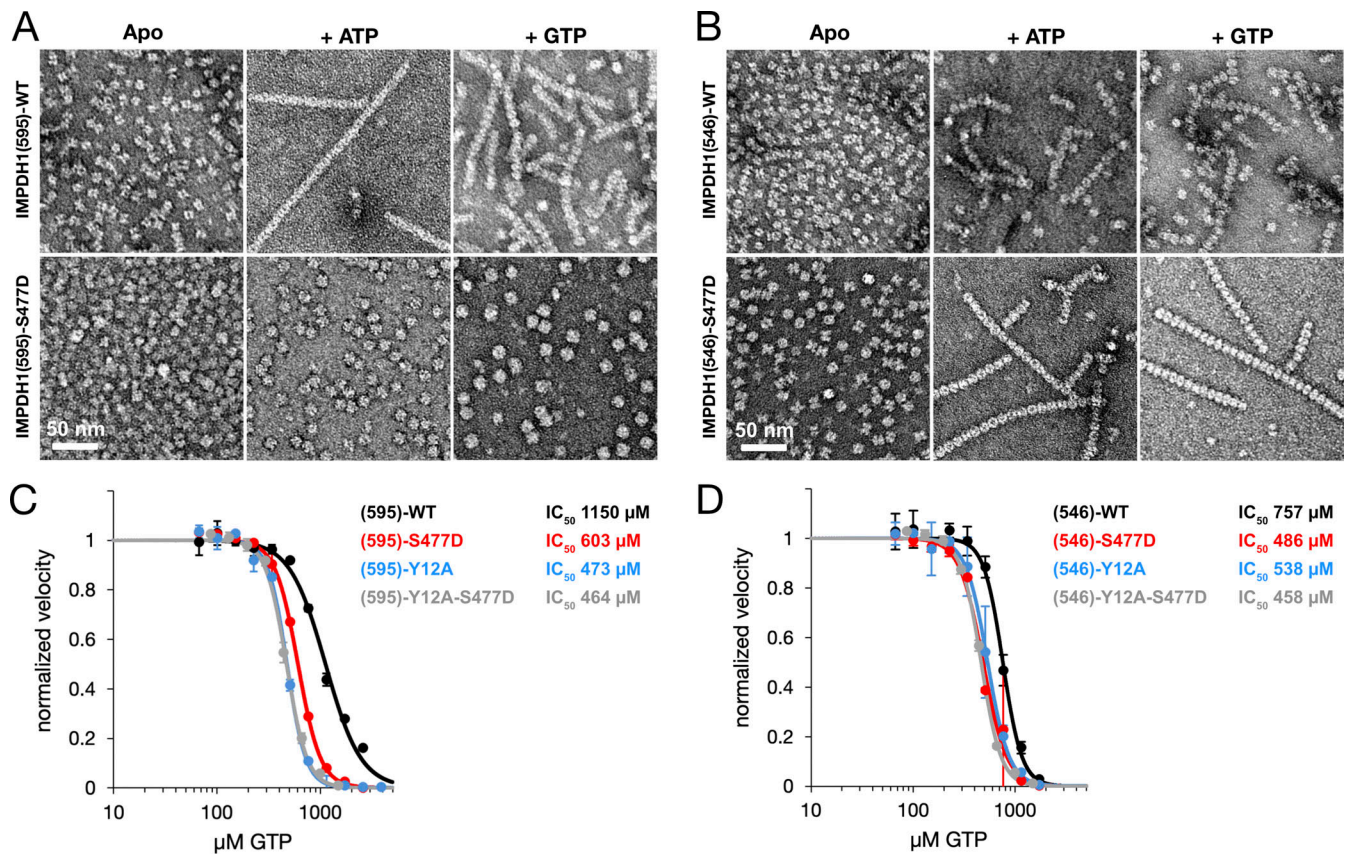 A
Apo
+ ATP
+ GTP
IMPDH1(595)-WT
IMPDH1(595)-S477D
50 nm
B
Apo
+ ATP
+ GTP
IMPDH1(546)-WT
IMPDH1(546)-S477D
50 nm
C
(595)-WT IC50 1150 μM
(595)-S477D IC50 603 μM
(595)-Y12A IC50 473 μM
(595)-Y12A-S477D IC50 464 μM
normalized velocity
1
0.8
0.6
0.4
0.2
0
10 100 1000
μM GTP
D
(546)-WT IC50 757 μM
(546)-S477D IC50 486 μM
(546)-Y12A IC50 538 μM
(546)-Y12A-S477D IC50 458 μM
normalized velocity
1
0.8
0.6
0.4
0.2
0
10 100 1000
μM GTP